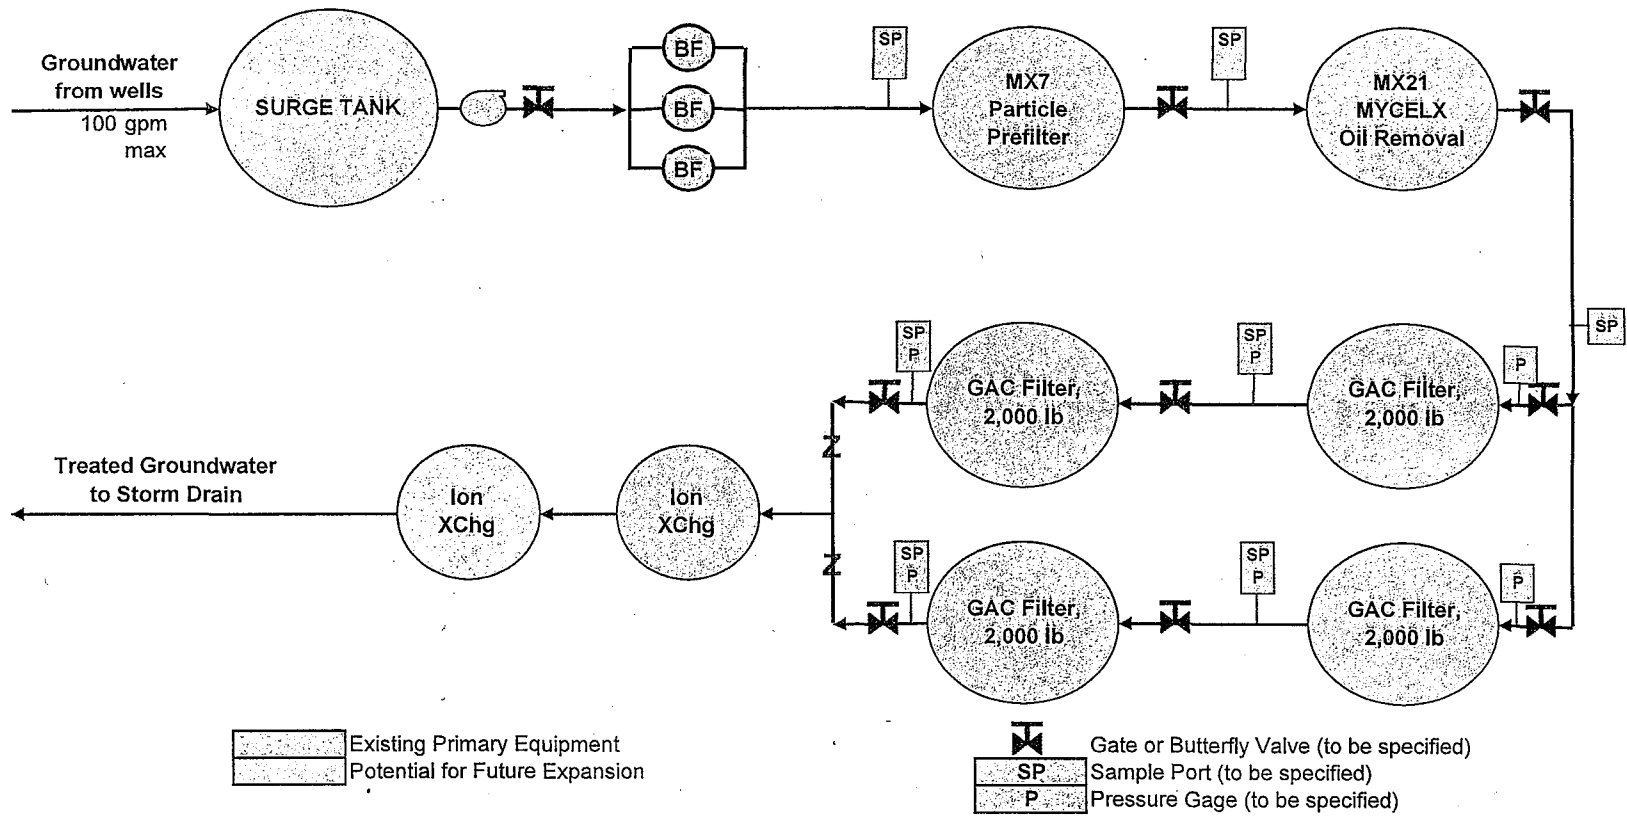 Groundwater
from wells
100 gpm
max
SURGE TANK
BF
BF
BF
SP
MX7
Particle
Prefilter
SP
MX21
MYCELX
Oil Removal
SP
SP
P
GAC Filter,
2,000 lb
SP
P
GAC Filter,
2,000 lb
P
Treated Groundwater
to Storm Drain
Ion
XChg
Ion
XChg
SP
P
GAC Filter,
2,000 lb
SP
P
GAC Filter,
2,000 lb
P
Existing Primary Equipment
Potential for Future Expansion
Gate or Butterfly Valve (to be specified)
SP Sample Port (to be specified)
P Pressure Gage (to be specified)